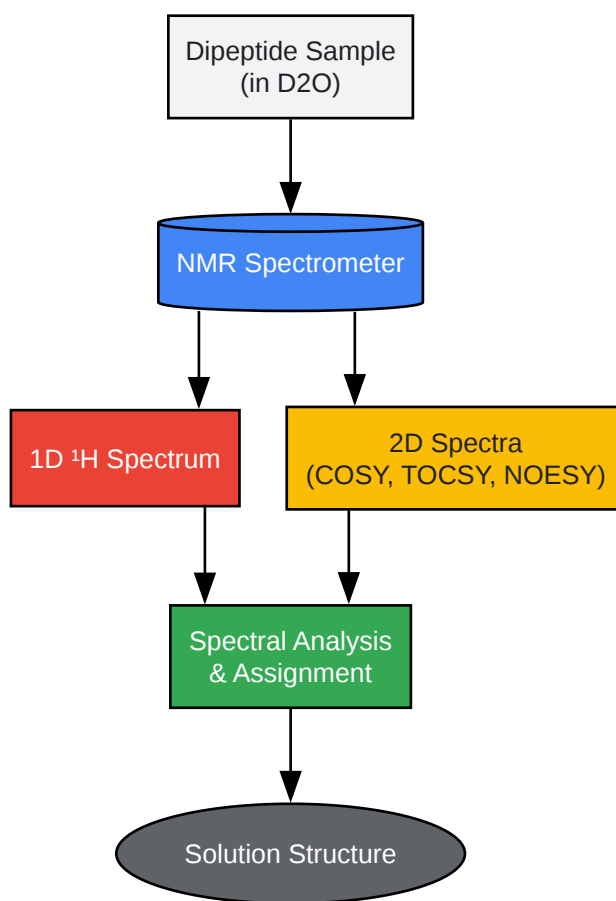 Dipeptide Sample
(in D2O)
NMR Spectrometer
1D ¹H Spectrum
2D Spectra
(COSY, TOCSY, NOESY)
Spectral Analysis
& Assignment
Solution Structure